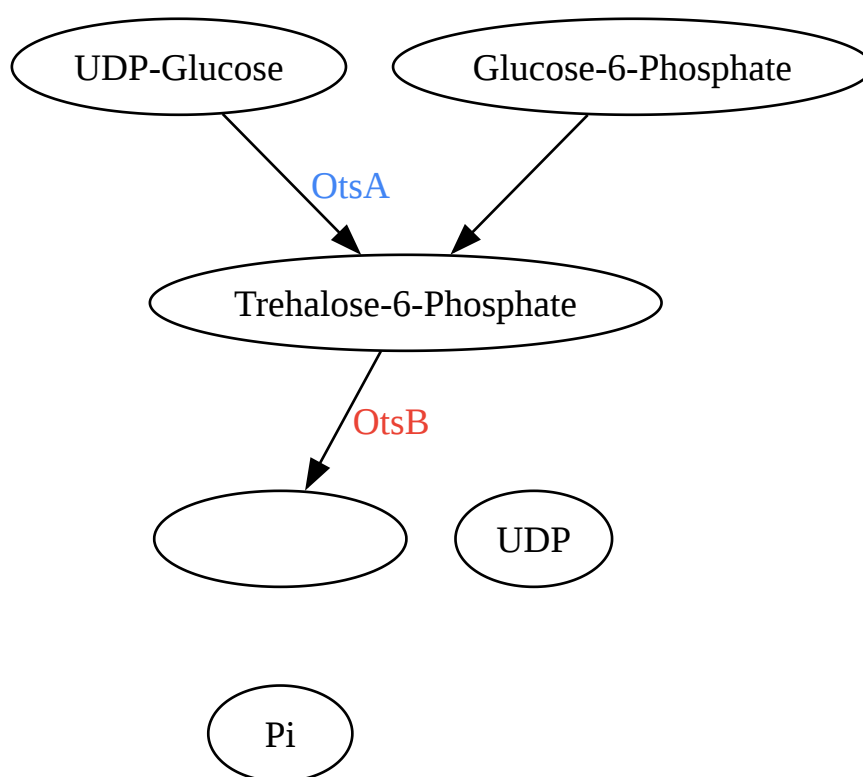 UDP-Glucose
Glucose-6-Phosphate
OtsA
Trehalose-6-Phosphate
OtsB
UDP
Pi